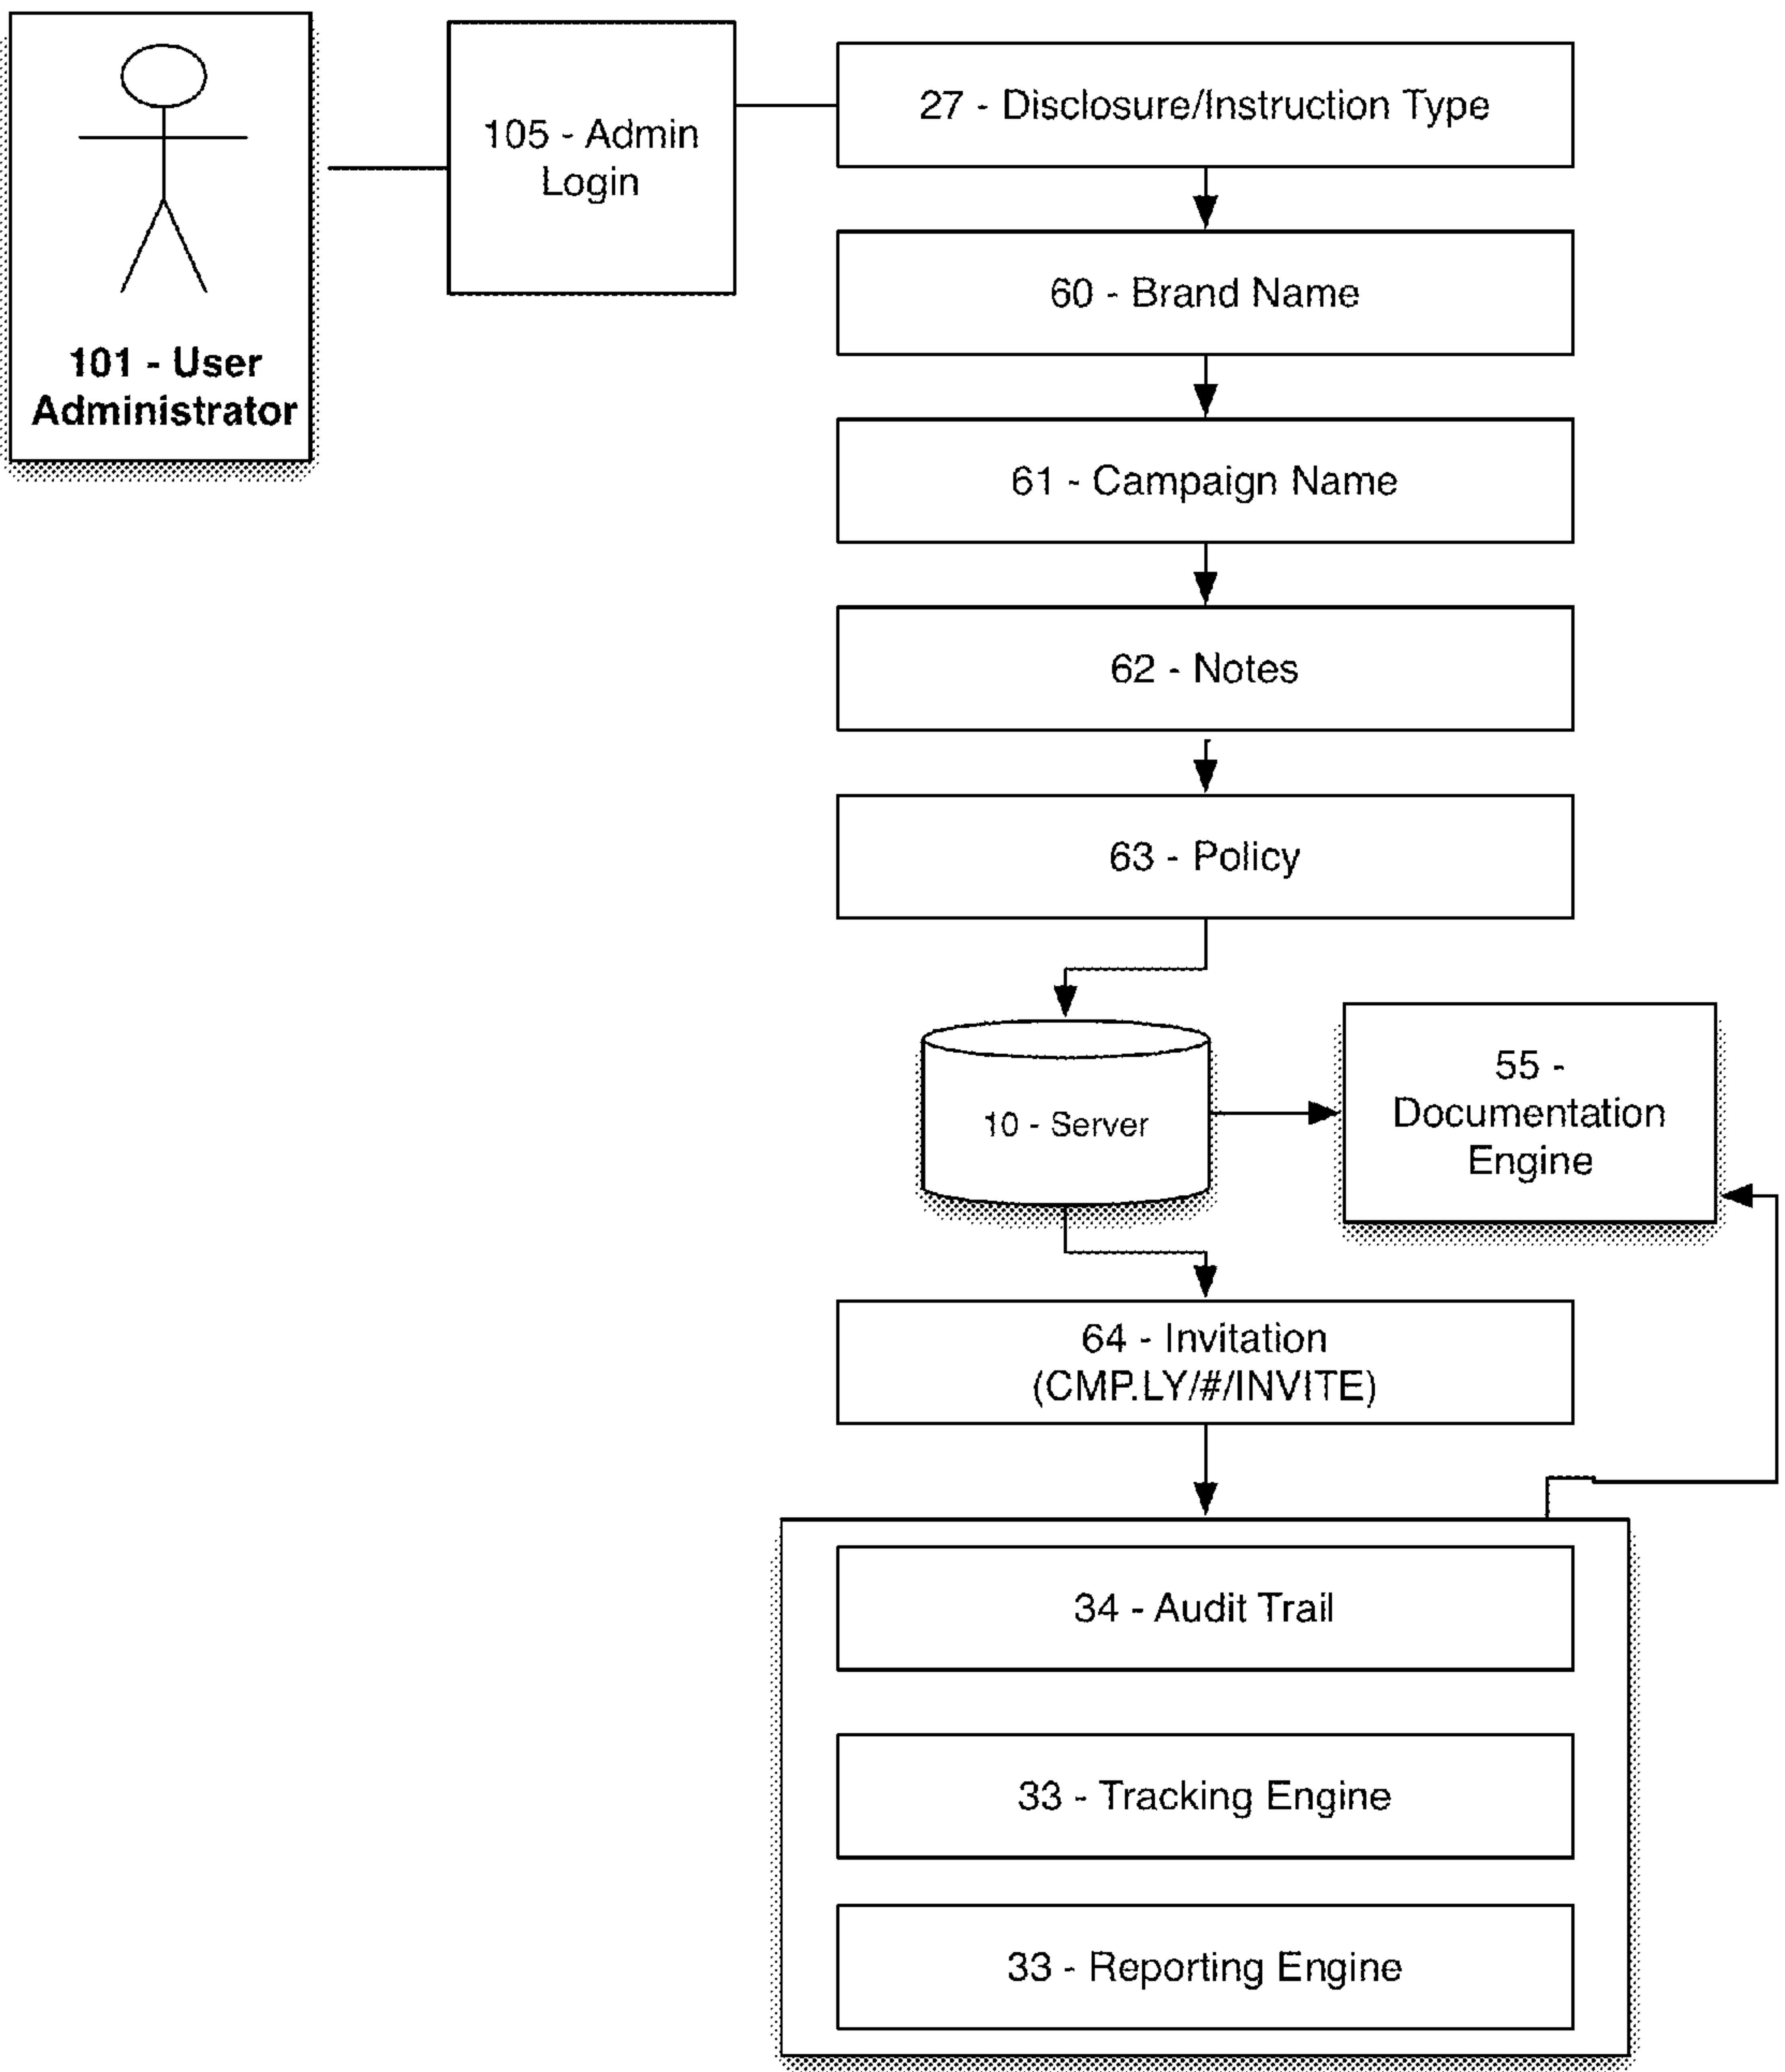 101 - User
Administrator
105 - Admin
Login
27 - Disclosure/Instruction Type
60 - Brand Name
61 - Campaign Name
62 - Notes
63 - Policy
10 - Server
55 -
Documentation
Engine
64 - Invitation
(CMP.LY/#/INVITE)
34 - Audit Trail
33 - Tracking Engine
33 - Reporting Engine